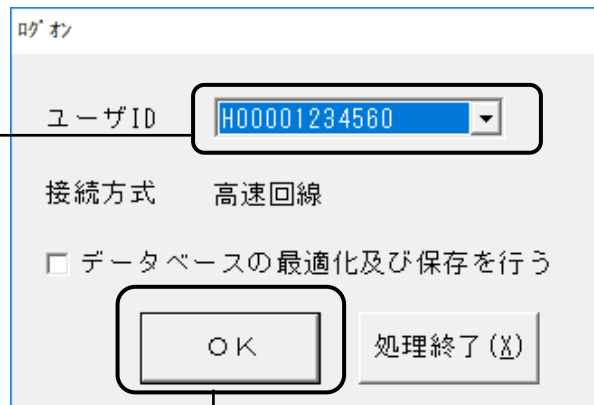 ログオン
ユーザID H00001234560
接続方式 高速回線
データベースの最適化及び保存を行う
OK 処理終了(X)